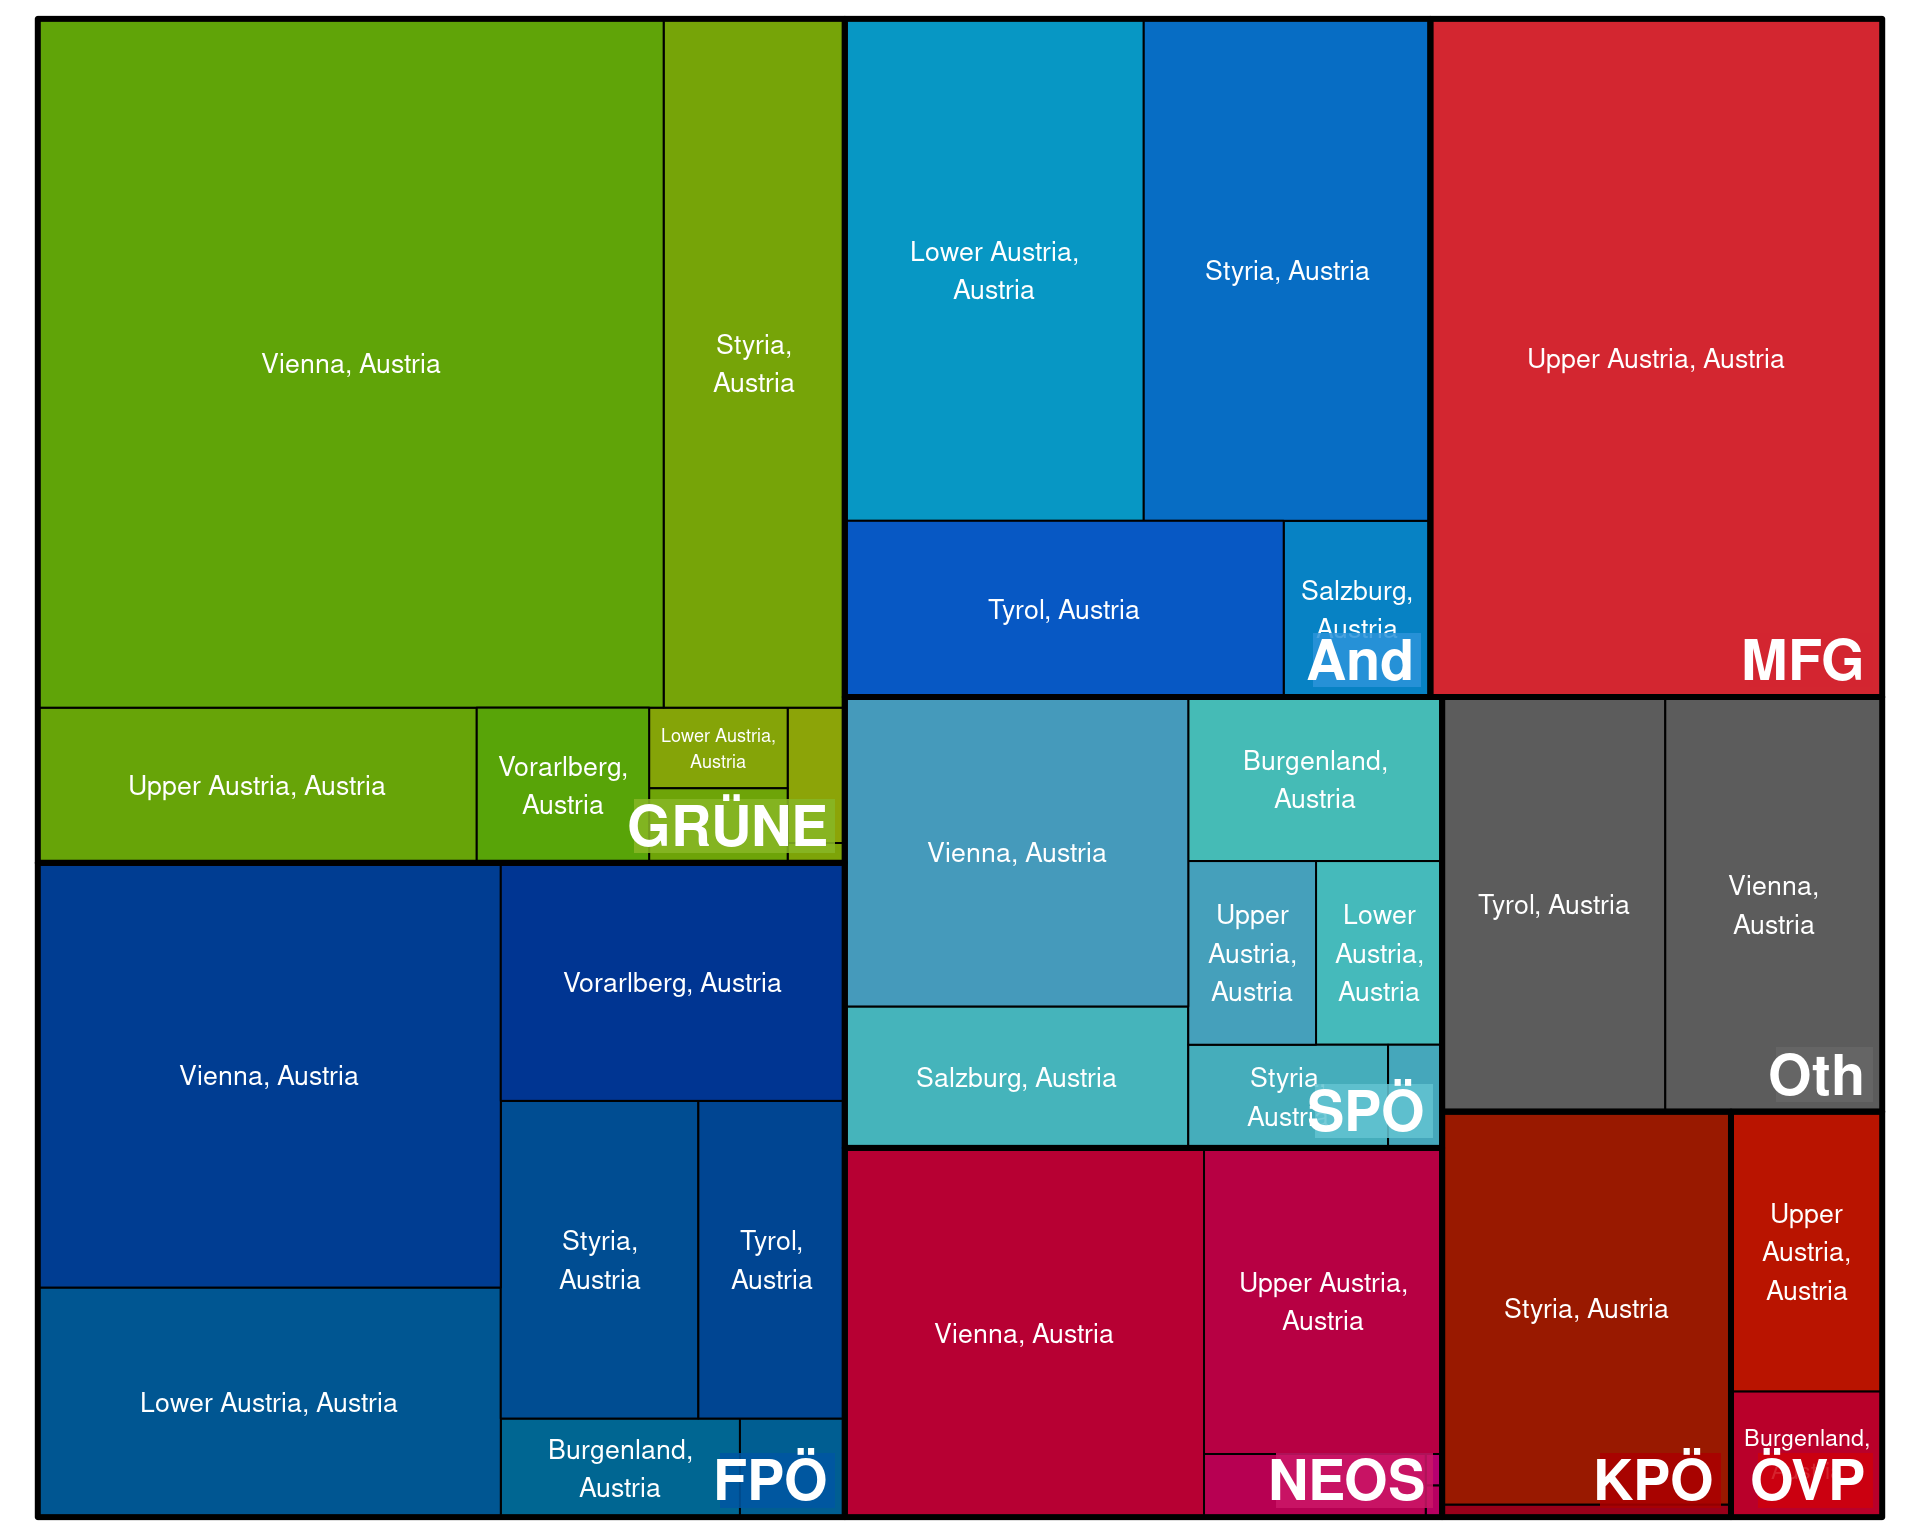 Vienna, Austria
Styria,
Austria
Upper Austria, Austria
Vorarlberg,
Austria
Lower Austria,
Austria
GRÜNE
Vienna, Austria
Vorarlberg, Austria
Styria,
Austria
Tyrol,
Austria
Lower Austria, Austria
Burgenland,
Austria
FPÖ
Lower Austria,
Austria
Styria, Austria
Tyrol, Austria
Salzburg,
Austria
And
Upper Austria, Austria
MFG
Vienna, Austria
Burgenland,
Austria
Upper
Austria,
Austria
Lower
Austria,
Austria
Salzburg, Austria
Styria,
Austria
SPÖ
Tyrol, Austria
Vienna,
Austria
Oth
Vienna, Austria
Upper Austria,
Austria
NEOS
Styria, Austria
KPÖ
Upper
Austria,
Austria
Burgenland,
ÖVP